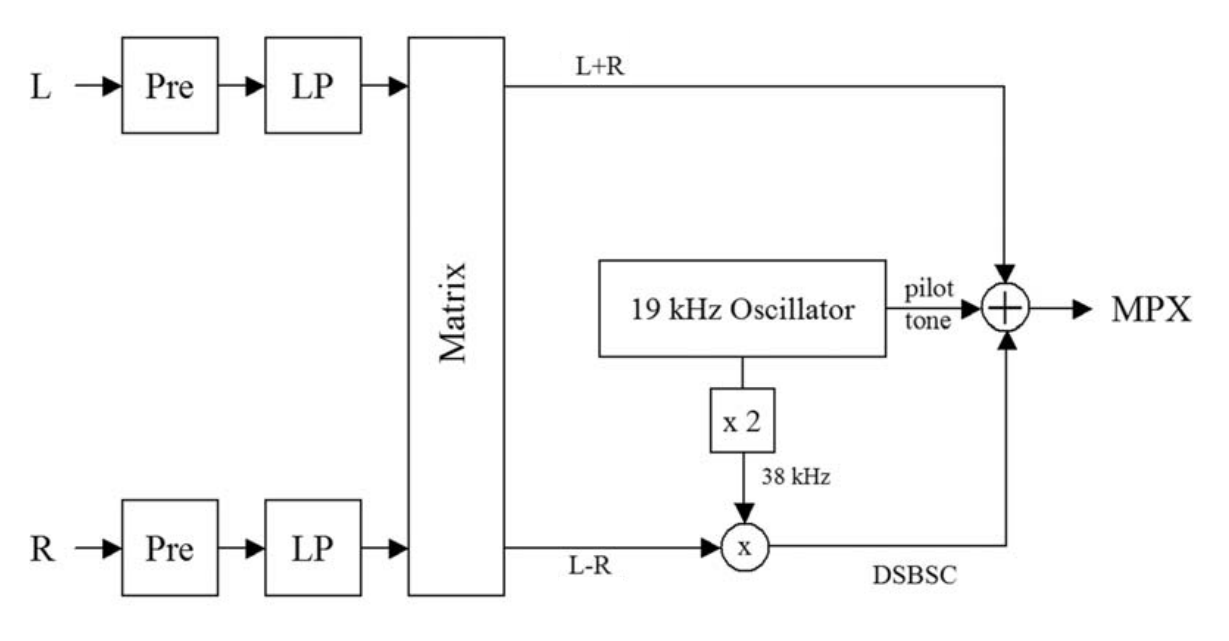 L+R
L
Pre
LP
Matrix
19 kHz Oscillator
pilot
tone
+
MPX
x 2
38 kHz
R
Pre
LP
L-R
x
DSBSC